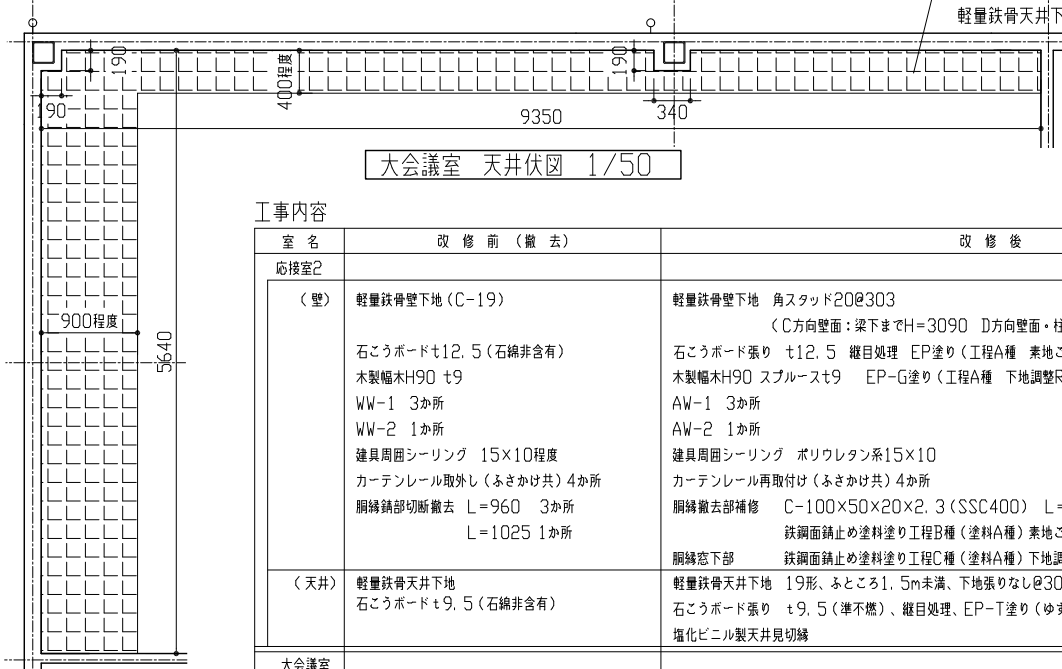 軽量鉄骨天井下
190
400程度
190
190
9350
340
大会議室 天井伏図 1/50
900程度
5640
工事内容
室 名 改 修 前 (撤 去) 改 修 後
応接室2
(壁) 軽量鉄骨壁下地(C-19) 軽量鉄骨壁下地 角スタッド20@303
(C方向壁面:梁下までH=3090 D方向壁面・柱
石こうボードt12.5(石綿非含有) 石こうボード張り t12.5 継目処理 EP塗り(工程A種 素地ご
木製幅木H90 t9 木製幅木H90 スプルースt9 EP-G塗り(工程A種 下地調整R
WW-1 3か所 AW-1 3か所
WW-2 1か所 AW-2 1か所
建具周囲シーリング 15×10程度 建具周囲シーリング ポリウレタン系15×10
カーテンレール取外し(ふさかけ共)4か所 カーテンレール再取付け(ふさかけ共)4か所
胴縁錆部切断撤去 L=960 3か所 胴縁撤去部補修 C-100×50×20×2.3(SSC400) L=
L=1025 1か所 鉄鋼面錆止め塗料塗り工程B種(塗料A種)素地ご
胴縁窓下部 鉄鋼面錆止め塗料塗り工程C種(塗料A種)下地調
(天井) 軽量鉄骨天井下地 軽量鉄骨天井下地 19形、ふところ1.5m未満、下地張りなし@30
石こうボードt9.5(石綿非含有) 石こうボード張り t9.5(準不燃)、継目処理、EP-T塗り(ゆず
塩化ビニル製天井見切縁
大会議室